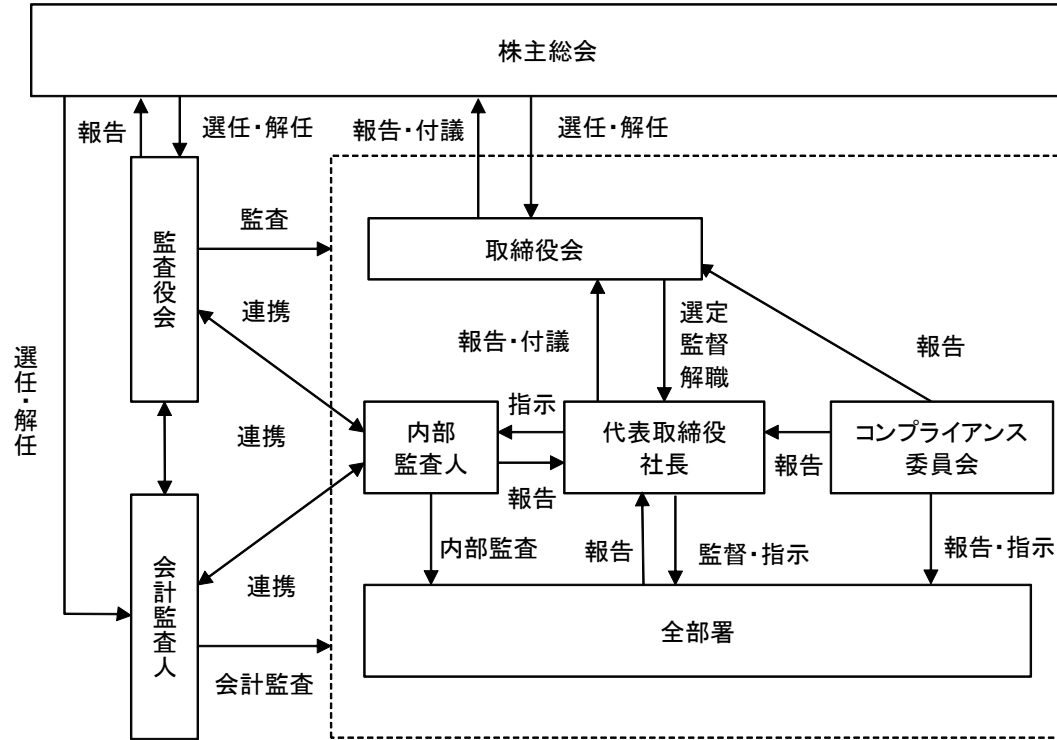 株主総会
報告
選任・解任
報告・付議
選任・解任
監査役会
監査
取締役会
連携
報告・付議
選定
監督
解職
報告
選任・解任
連携
指示
内部
監査人
代表取締役
社長
コンプライアンス
委員会
報告
報告
連携
内部監査
報告
監督・指示
報告・指示
会計監査人
全部署
会計監査